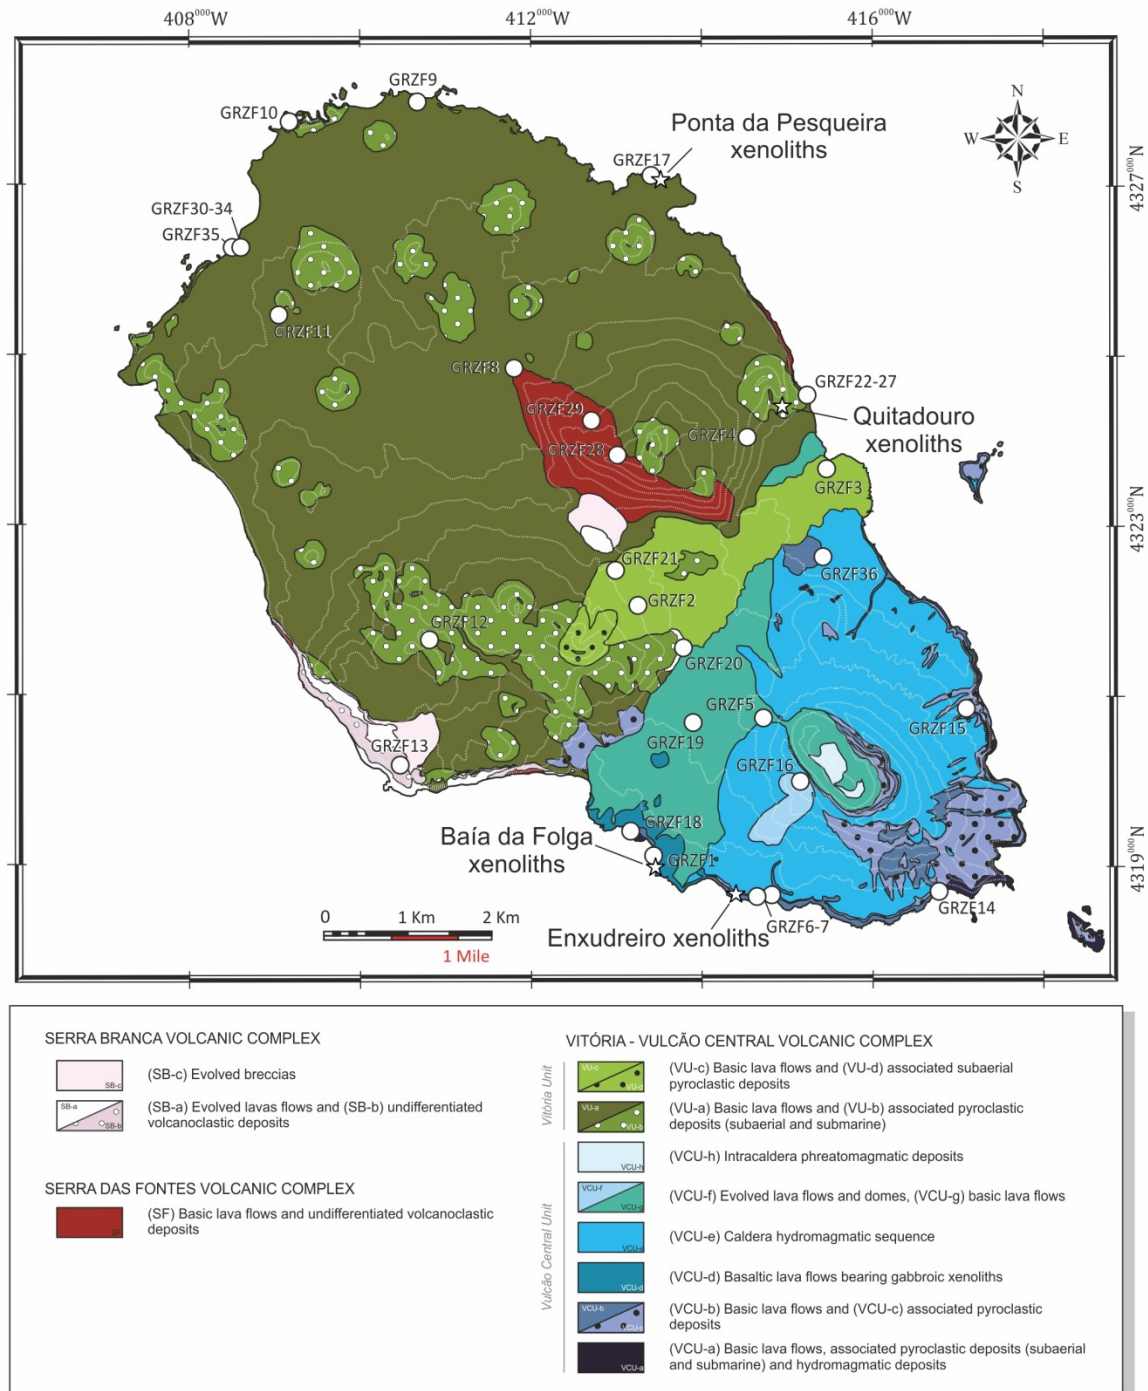 408⁰⁰⁰W
412⁰⁰⁰W
416⁰⁰⁰W
GRZF9
GRZF10
N
W
E
S
Ponta da Pesqueira
xenoliths
GRZF17
4327⁰⁰⁰N
GRZF30-34
GRZF35
GRZF11
GRZF8
GRZF22-27
GRZF29
Quitadouro
xenoliths
GRZF4
GRZF28
GRZF3
4323⁰⁰⁰N
GRZF21
GRZF36
GRZF2
GRZF12
GRZF20
GRZF5
GRZF15
GRZF19
GRZF13
GRZF16
GRZF18
Baía da Folga
xenoliths
GRZF1
4319⁰⁰⁰N
GRZF14
GRZF6-7
Enxudreiro xenoliths
0 1 Km 2 Km
1 Mile
SERRA BRANCA VOLCANIC COMPLEX
SB-c
(SB-c) Evolved breccias
SB-a
SB-b
(SB-a) Evolved lavas flows and (SB-b) undifferentiated
volcanoclastic deposits
SERRA DAS FONTES VOLCANIC COMPLEX
SF
(SF) Basic lava flows and undifferentiated volcanoclastic
deposits
VITÓRIA - VULCÃO CENTRAL VOLCANIC COMPLEX
Vitória Unit
VU-c
VU-d
(VU-c) Basic lava flows and (VU-d) associated subaerial
pyroclastic deposits
VU-a
VU-b
(VU-a) Basic lava flows and (VU-b) associated pyroclastic
deposits (subaerial and submarine)
Vulcão Central Unit
VCU-h
(VCU-h) Intracaldera phreatomagmatic deposits
VCU-f
VCU-g
(VCU-f) Evolved lava flows and domes, (VCU-g) basic lava flows
VCU-e
(VCU-e) Caldera hydromagmatic sequence
VCU-d
(VCU-d) Basaltic lava flows bearing gabbroic xenoliths
VCU-b
VCU-c
(VCU-b) Basic lava flows and (VCU-c) associated pyroclastic
deposits
VCU-a
(VCU-a) Basic lava flows, associated pyroclastic deposits (subaerial
and submarine) and hydromagmatic deposits